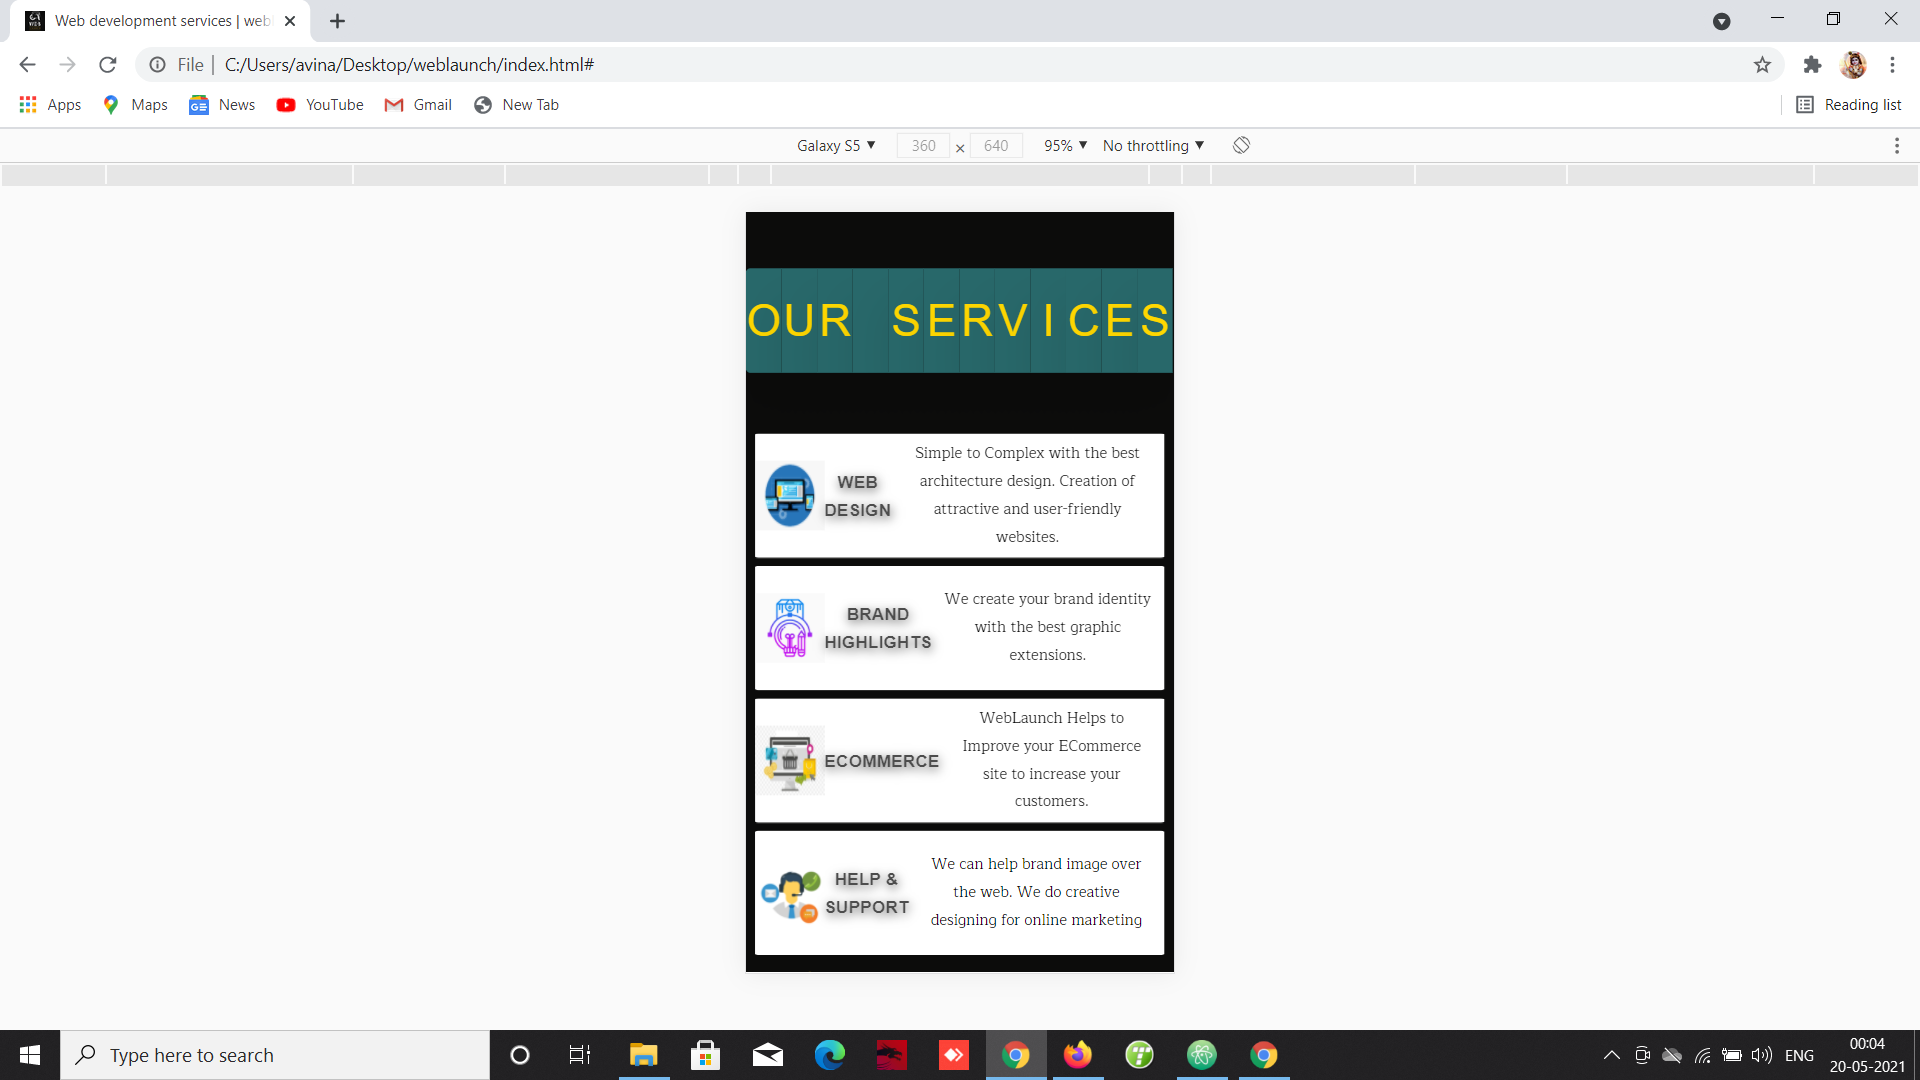 Web development services | web
File | C:/Users/avina/Desktop/weblaunch/index.html#
Apps Maps News YouTube Gmail New Tab Reading list
Galaxy S5 ▼ 360 × 640 95% ▼ No throttling ▼
OUR SERVICES
WEB
DESIGN
Simple to Complex with the best
architecture design. Creation of
attractive and user-friendly
websites.
BRAND
HIGHLIGHTS
We create your brand identity
with the best graphic
extensions.
ECOMMERCE
WebLaunch Helps to
Improve your ECommerce
site to increase your
customers.
HELP &
SUPPORT
We can help brand image over
the web. We do creative
designing for online marketing
Type here to search
ENG
00:04
20-05-2021